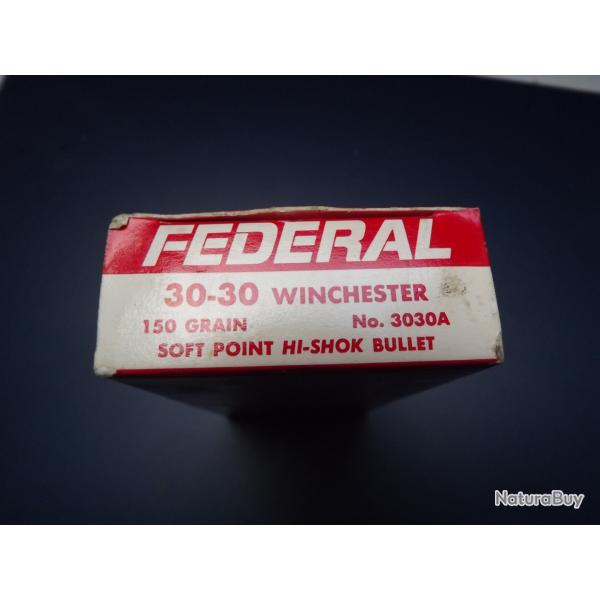 FEDERAL
30-30 WINCHESTER
150 GRAIN No. 3030A
SOFT POINT HI-SHOK BULLET
NaturaBuy